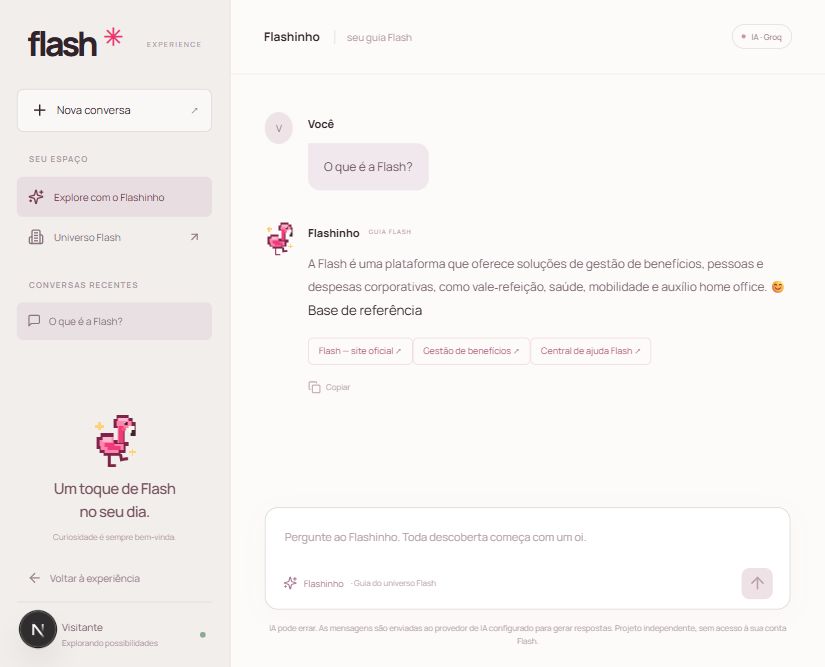 flash
EXPERIENCE
Nova conversa ↗
SEU ESPAÇO
Explore com o Flashinho
Universo Flash
CONVERSAS RECENTES
O que é a Flash?
Um toque de Flash
no seu dia.
Curiosidade é sempre bem-vinda.
Voltar à experiência
N
Visitante
Explorando possibilidades
Flashinho
seu guia Flash
IA · Groq
V
Você
O que é a Flash?
Flashinho GUIA FLASH
A Flash é uma plataforma que oferece soluções de gestão de benefícios, pessoas e
despesas corporativas, como vale-refeição, saúde, mobilidade e auxílio home office. 😊
Base de referência
Flash — site oficial ↗ Gestão de benefícios ↗ Central de ajuda Flash ↗
Copiar
Pergunte ao Flashinho. Toda descoberta começa com um oi.
Flashinho · Guia do universo Flash
IA pode errar. As mensagens são enviadas ao provedor de IA configurado para gerar respostas. Projeto independente, sem acesso à sua conta
Flash.